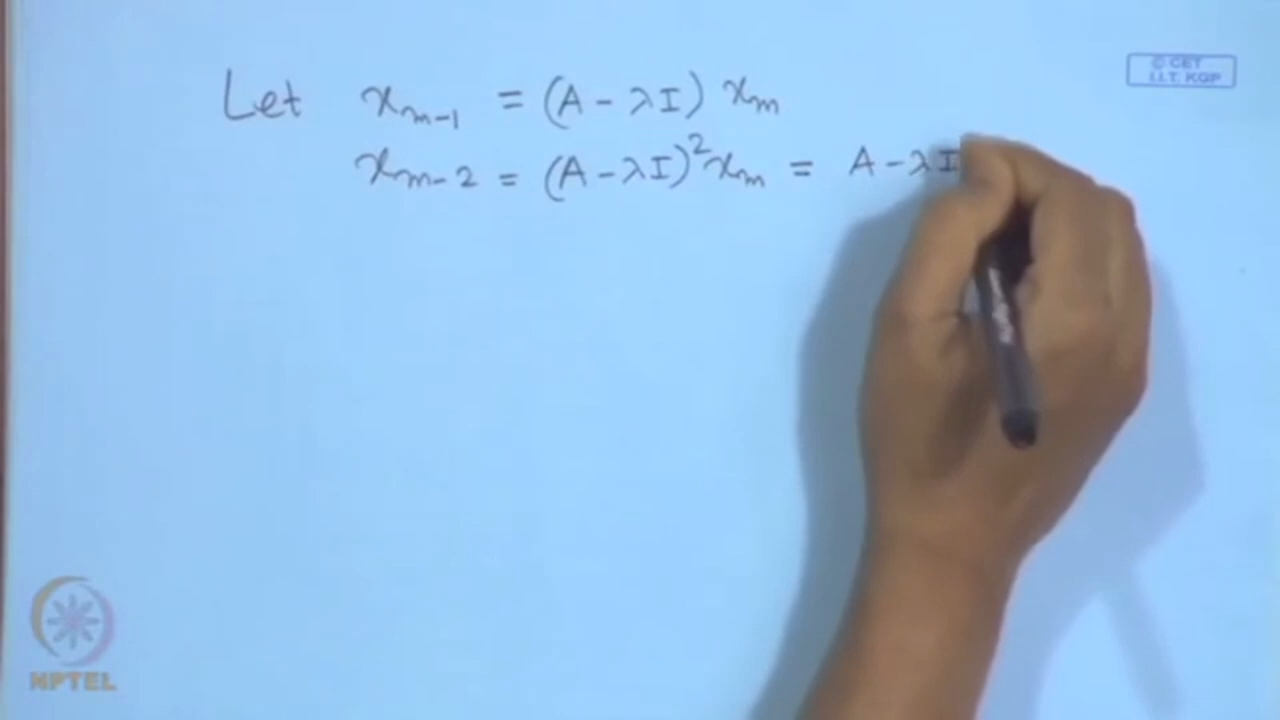 © CET
I.I.T. KGP
Let x_{m-1} = (A - λI) x_m
x_{m-2} = (A - λI)^2 x_m = A - λI
NPTEL